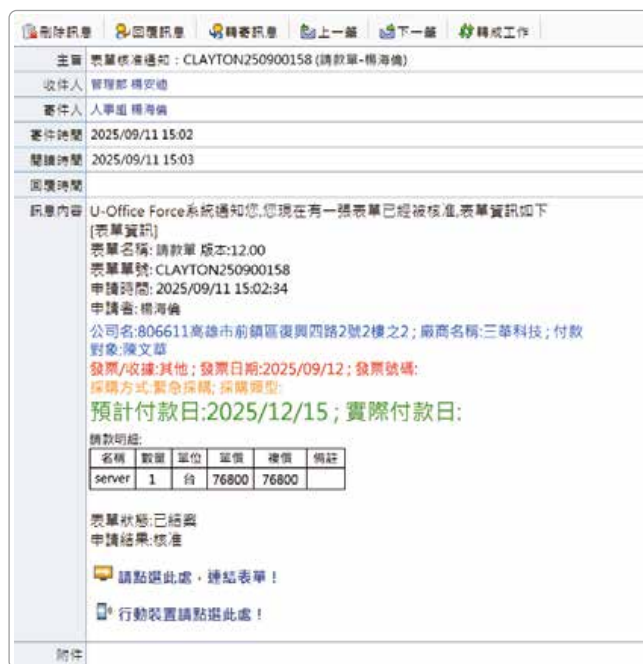 刪除訊息 回覆訊息 轉寄訊息 上一筆 下一筆 轉成工作
主旨 表單核准通知：CLAYTON250900158 (請款單-楊海倫)
收件人 管理部 楊安迪
寄件人 人事組 楊海倫
寄件時間 2025/09/11 15:02
閱讀時間 2025/09/11 15:03
回覆時間
訊息內容 U-Office Force系統通知您,您現在有一張表單已經被核准,表單資訊如下
[表單資訊]
表單名稱: 請款單 版本:12.00
表單單號: CLAYTON250900158
申請時間: 2025/09/11 15:02:34
申請者: 楊海倫
公司名:806611高雄市前鎮區復興四路2號2樓之2 ; 廠商名稱:三華科技 ; 付款
對象:陳文華
發票/收據:其他 ; 發票日期:2025/09/12 ; 發票號碼:
採購方式:緊急採購; 採購類型:
預計付款日:2025/12/15 ; 實際付款日:
請款明細:
名稱 數量 單位 單價 複價 備註
server 1 台 76800 76800
表單狀態:已結案
申請結果:核准
請點選此處，連結表單！
行動裝置請點選此處！
附件